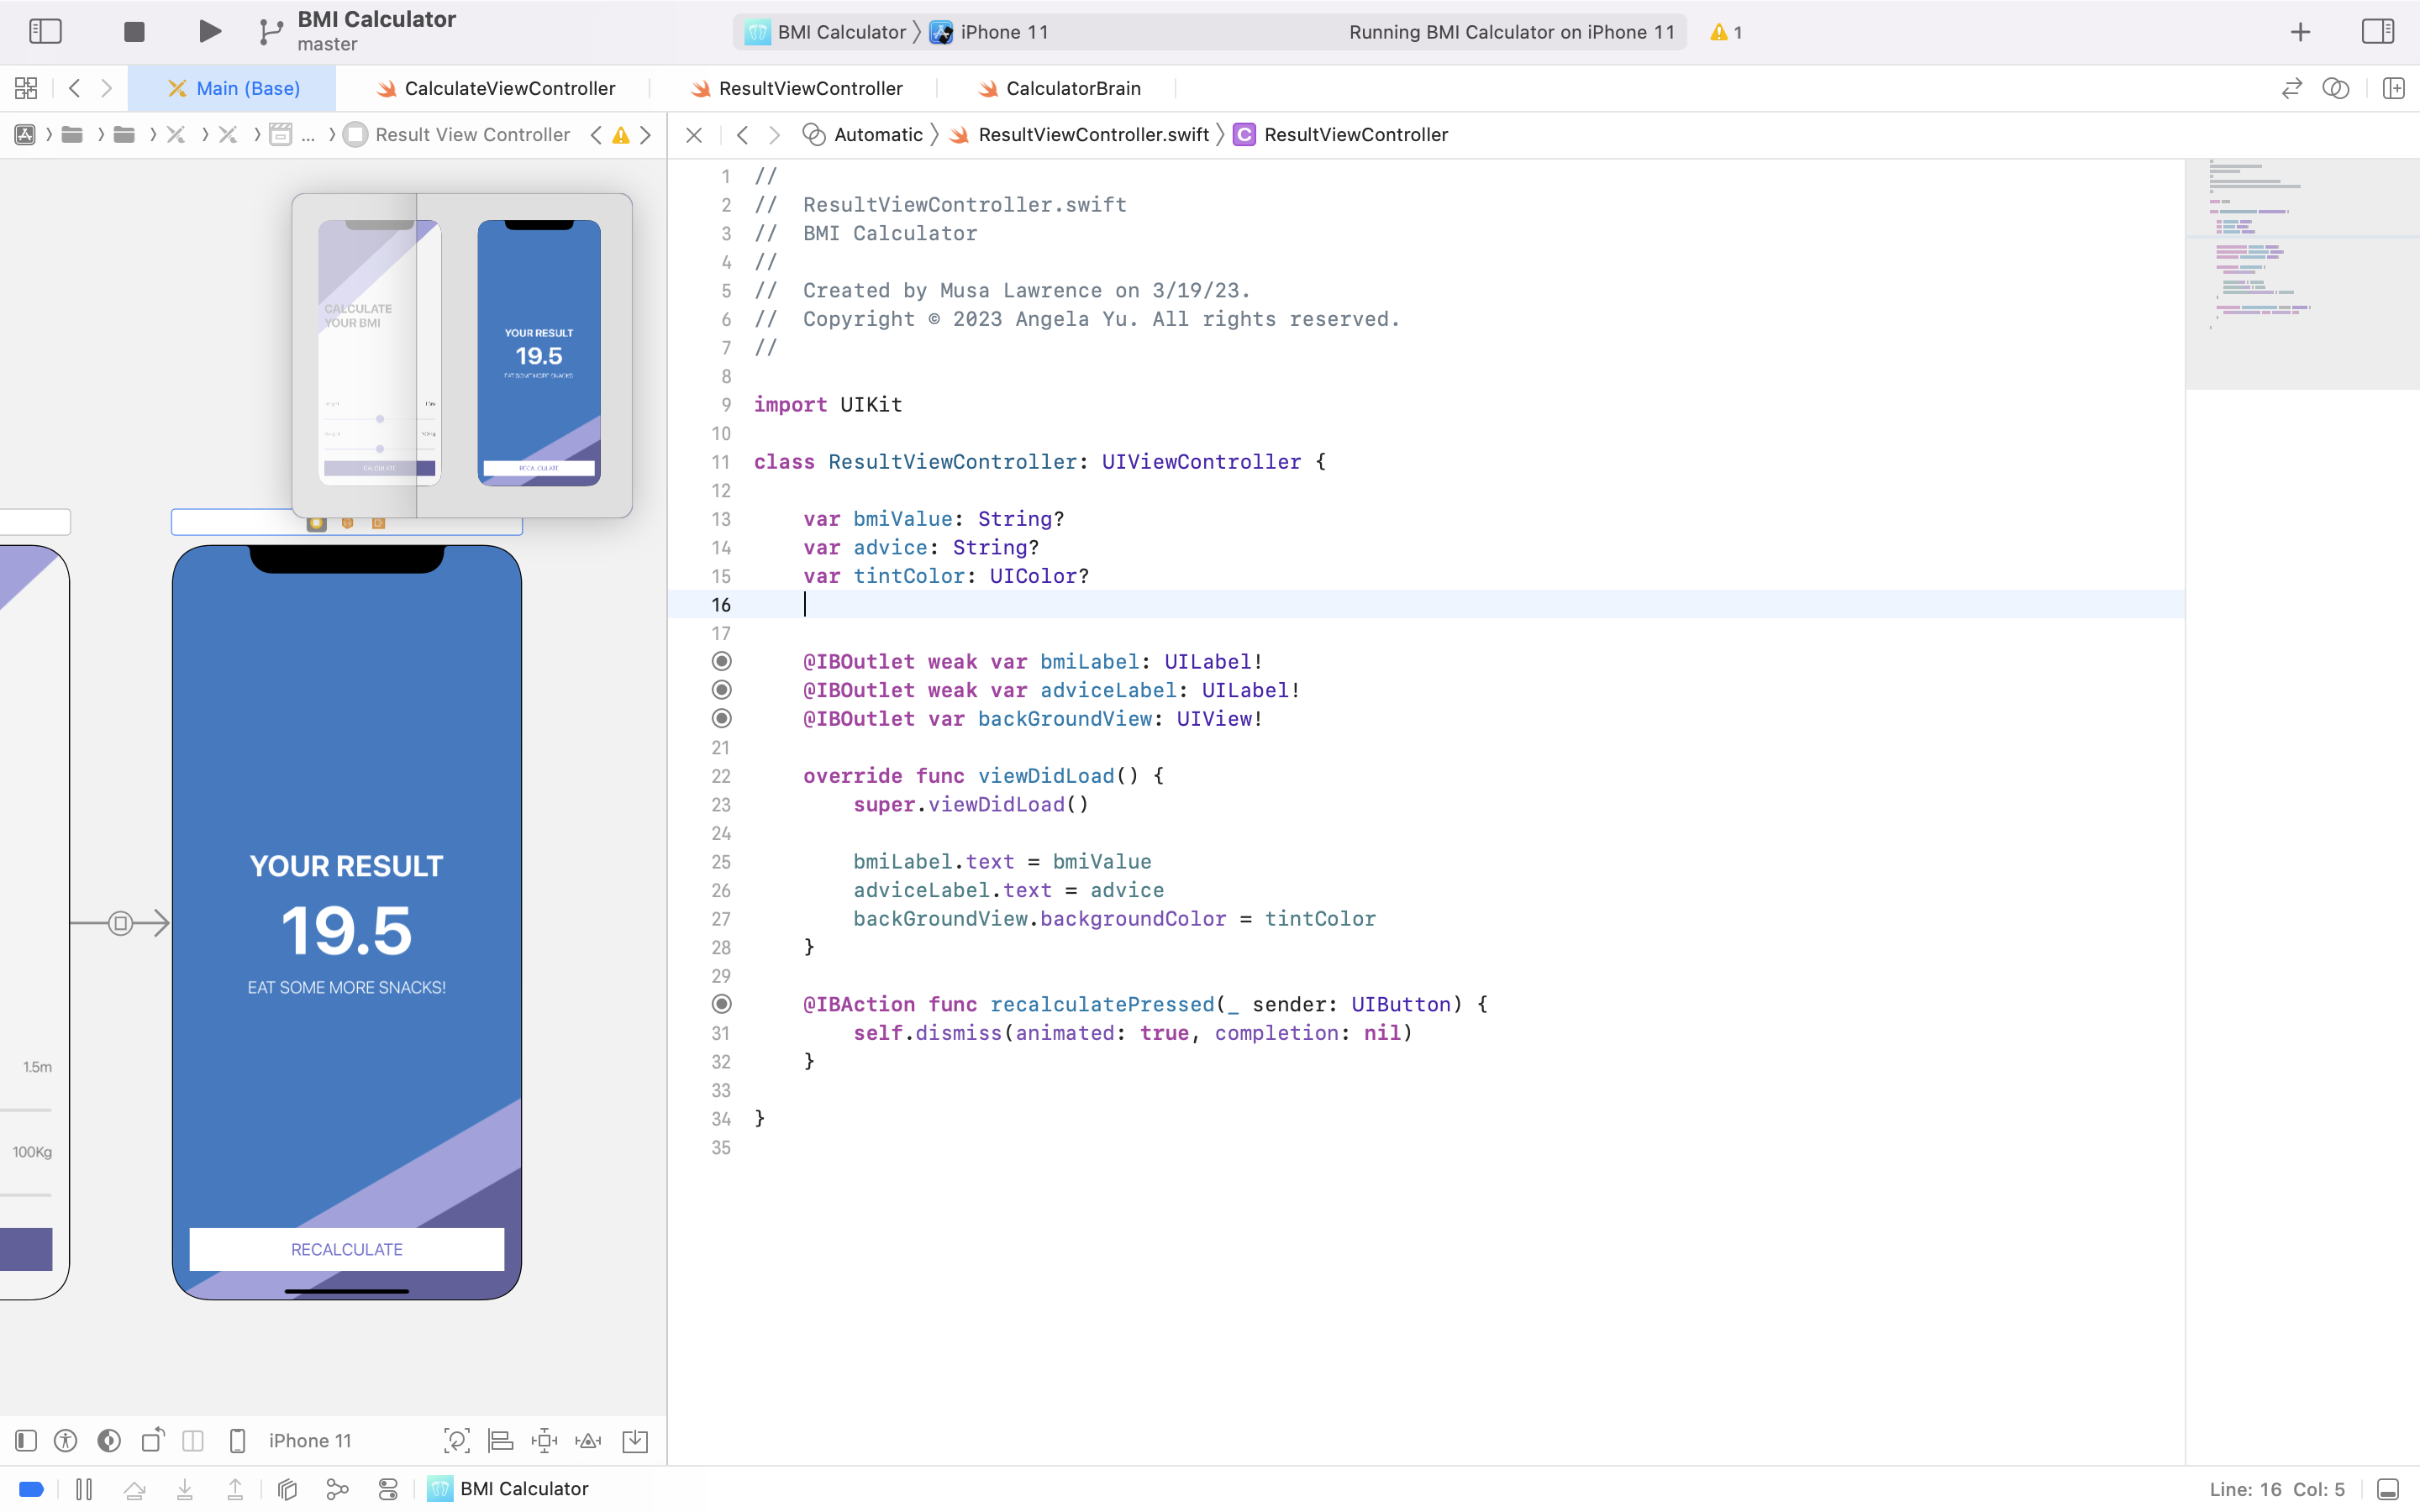 BMI Calculator
master
BMI Calculator
iPhone 11
Running BMI Calculator on iPhone 11
1
Main (Base)
CalculateViewController
ResultViewController
CalculatorBrain
...
Result View Controller
Automatic
ResultViewController.swift
C
ResultViewController
CALCULATE
YOUR BMI
CALCULATE
YOUR RESULT
19.5
EAT SOME MORE SNACKS
RECALCULATE
1.5m
100Kg
YOUR RESULT
19.5
EAT SOME MORE SNACKS!
RECALCULATE
1 //
2 //  ResultViewController.swift
3 //  BMI Calculator
4 //
5 //  Created by Musa Lawrence on 3/19/23.
6 //  Copyright © 2023 Angela Yu. All rights reserved.
7 //
8
9 import UIKit
10
11 class ResultViewController: UIViewController {
12
13     var bmiValue: String?
14     var advice: String?
15     var tintColor: UIColor?
16
17
@IBOutlet weak var bmiLabel: UILabel!
@IBOutlet weak var adviceLabel: UILabel!
@IBOutlet var backGroundView: UIView!
21
22     override func viewDidLoad() {
23         super.viewDidLoad()
24
25         bmiLabel.text = bmiValue
26         adviceLabel.text = advice
27         backGroundView.backgroundColor = tintColor
28     }
29
@IBAction func recalculatePressed(_ sender: UIButton) {
31         self.dismiss(animated: true, completion: nil)
32     }
33
34 }
35
iPhone 11
BMI Calculator
Line: 16 Col: 5